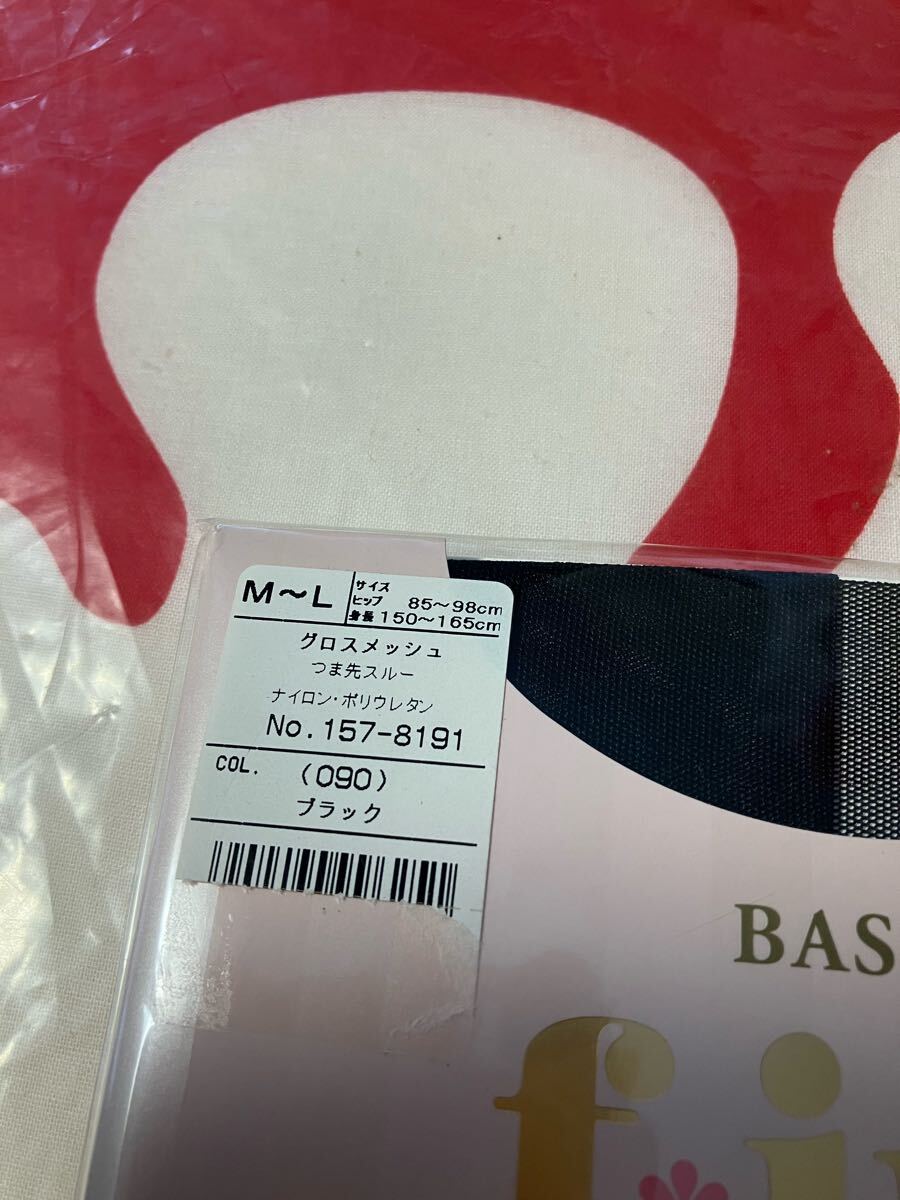 M～L
サイズ
ヒップ 85～98cm
身長 150～165cm
グロスメッシュ
つま先スルー
ナイロン・ポリウレタン
No.157-8191
COL. (090)
ブラック
BAS
fin